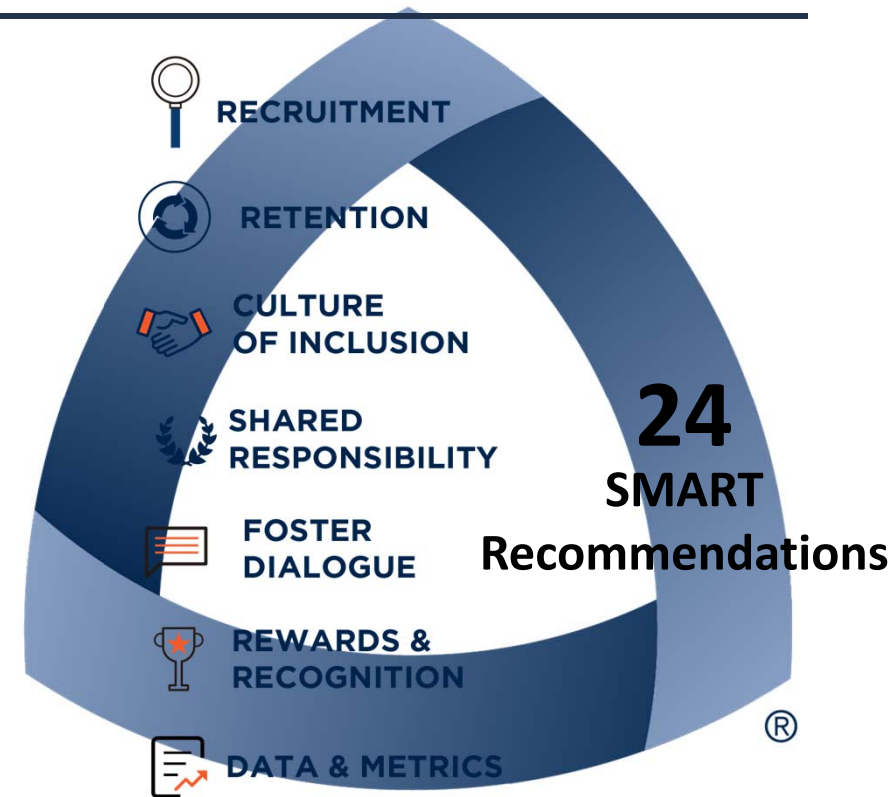 RECRUITMENT
RETENTION
CULTURE
OF INCLUSION
SHARED
RESPONSIBILITY
FOSTER
DIALOGUE
REWARDS &
RECOGNITION
DATA & METRICS
24
SMART
Recommendations
®